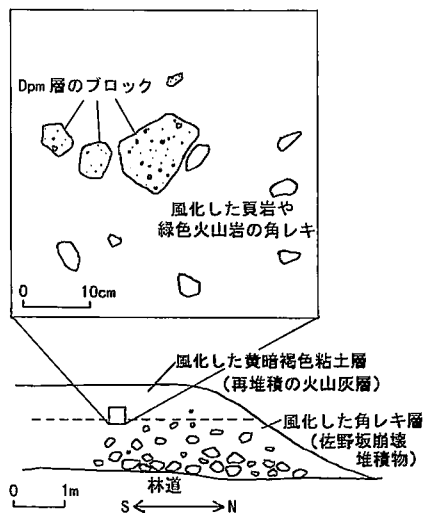 Dpm 層のブロック
風化した頁岩や
緑色火山岩の角レキ
0 10cm
風化した黄暗褐色粘土層
(再堆積の火山灰層)
風化した角レキ層
(佐野坂崩壊
堆積物)
林道
0 1m
S N